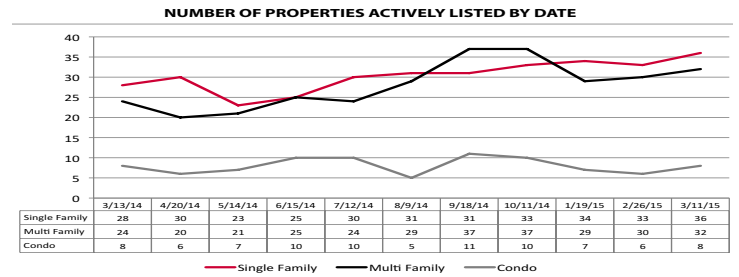 NUMBER OF PROPERTIES ACTIVELY LISTED BY DATE
40
35
30
25
20
15
10
5
0
3/13/14 4/20/14 5/14/14 6/15/14 7/12/14 8/9/14 9/18/14 10/11/14 1/19/15 2/26/15 3/11/15
Single Family 28 30 23 25 30 31 31 33 34 33 36
Multi Family 24 20 21 25 24 29 37 37 29 30 32
Condo 8 6 7 10 10 5 11 10 7 6 8
Single Family Multi Family Condo